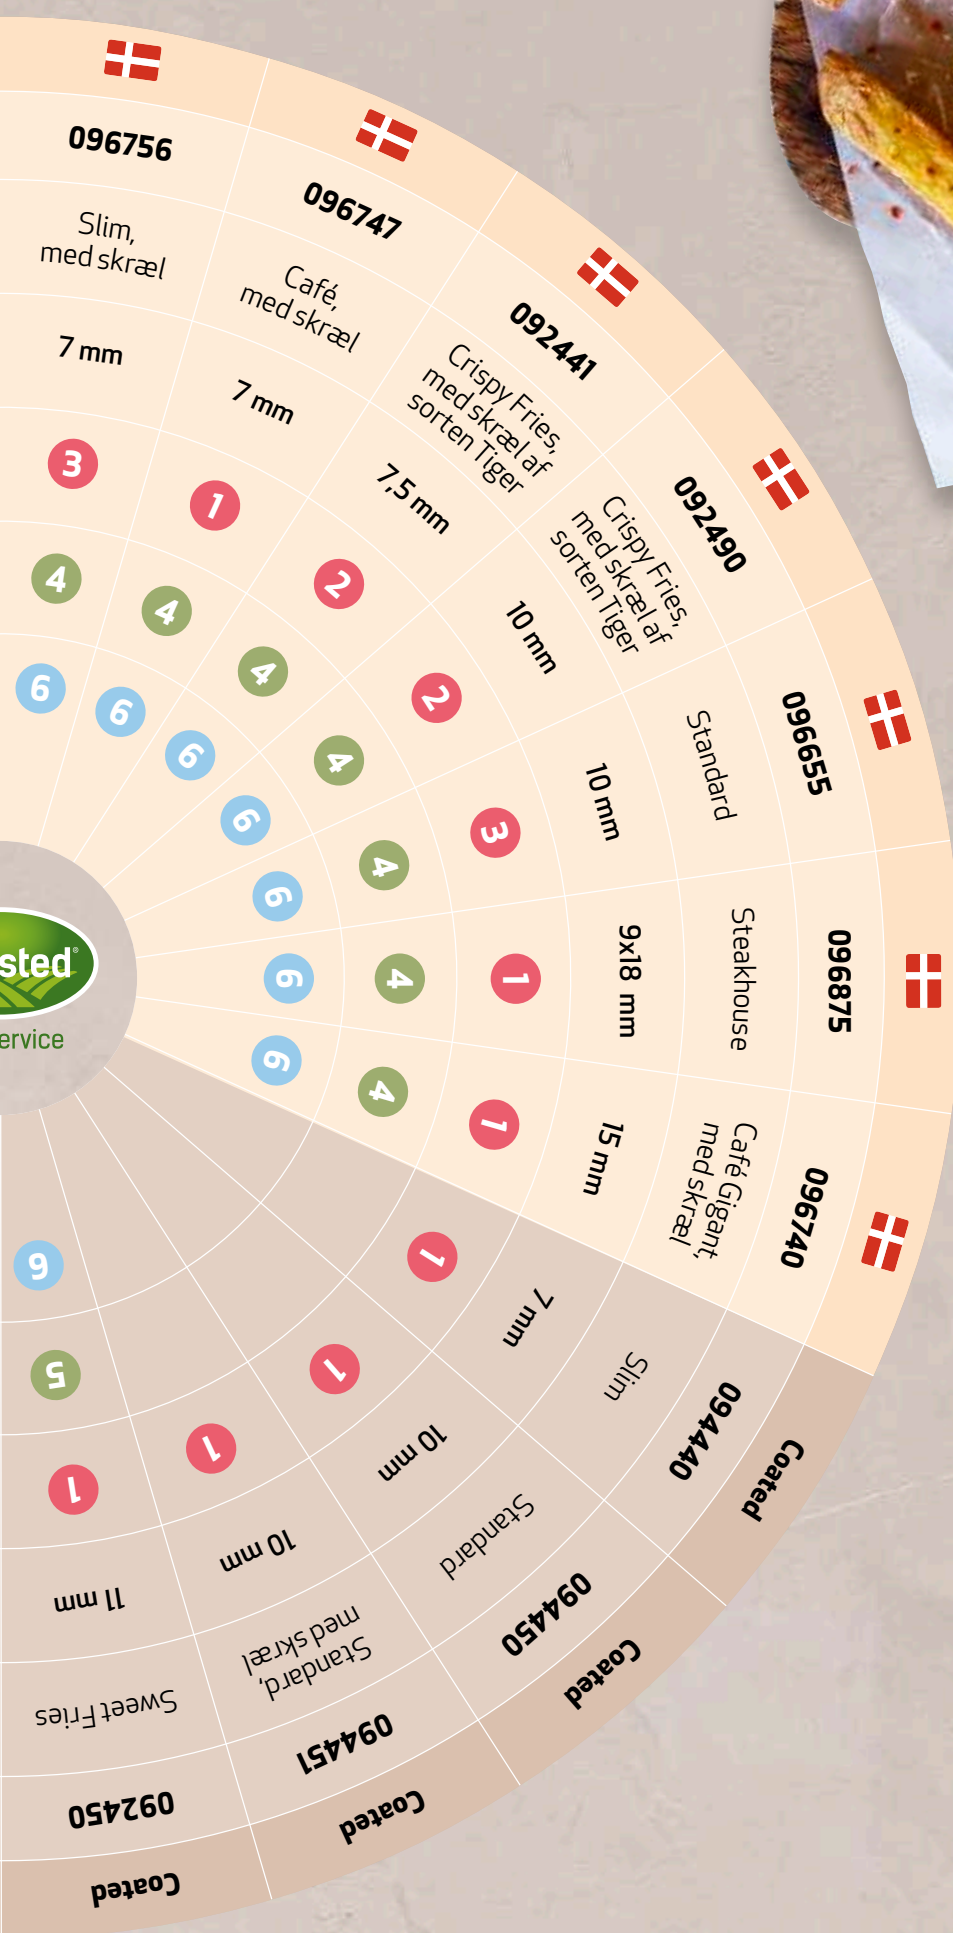 096756
Slim,
med skræl
7 mm
3
4
6
096747
Café,
med skræl
7 mm
1
4
6
092441
Crispy Fries,
med skræl af
sorten Tiger
7,5 mm
2
4
6
092490
Crispy Fries,
med skræl af
sorten Tiger
10 mm
2
4
6
096655
Standard
10 mm
3
4
6
096875
Steakhouse
9x18 mm
1
4
6
096740
Café Gigant,
med skræl,
15 mm
1
4
6
Coated
094440
Slim
7 mm
1
Coated
094450
Standard
10 mm
1
Coated
094451
Standard,
med skræl
10 mm
1
Coated
092450
Sweet Fries
11 mm
1
5
6
sted®
ervice